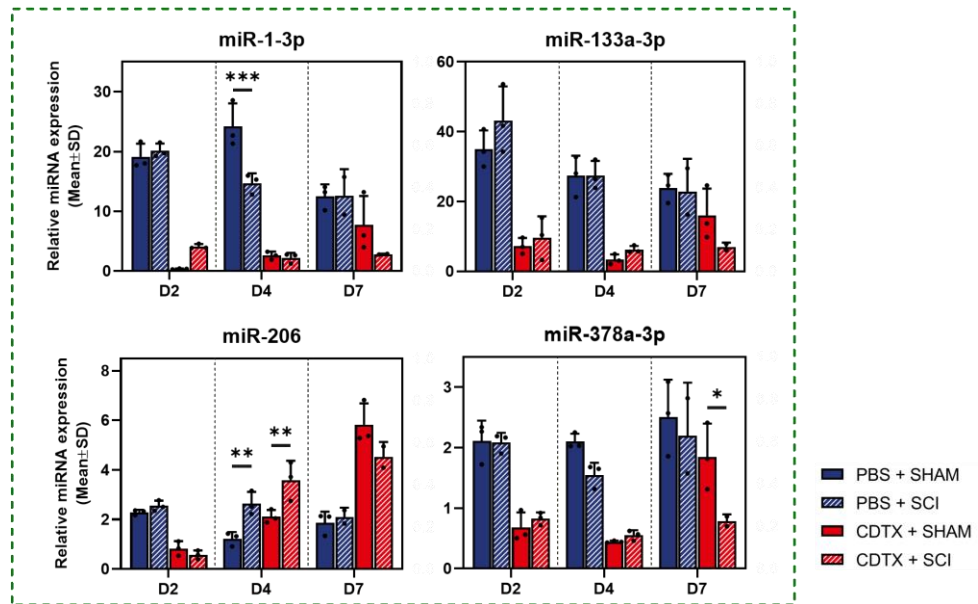 miR-1-3p
Relative miRNA expression
(Mean±SD)
30
20
10
0
***
D2 D4 D7
miR-133a-3p
60
40
20
0
D2 D4 D7
miR-206
Relative miRNA expression
(Mean±SD)
8
6
4
2
0
** **
D2 D4 D7
miR-378a-3p
3
2
1
0
*
D2 D4 D7
PBS + SHAM
PBS + SCI
CDTX + SHAM
CDTX + SCI